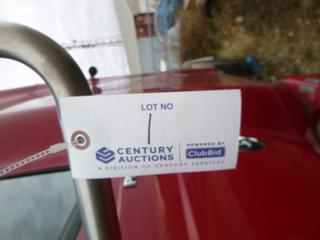 LOT NO
1
CENTURY AUCTIONS
POWERED BY
ClubBid
A DIVISION OF CENTURY SERVICES